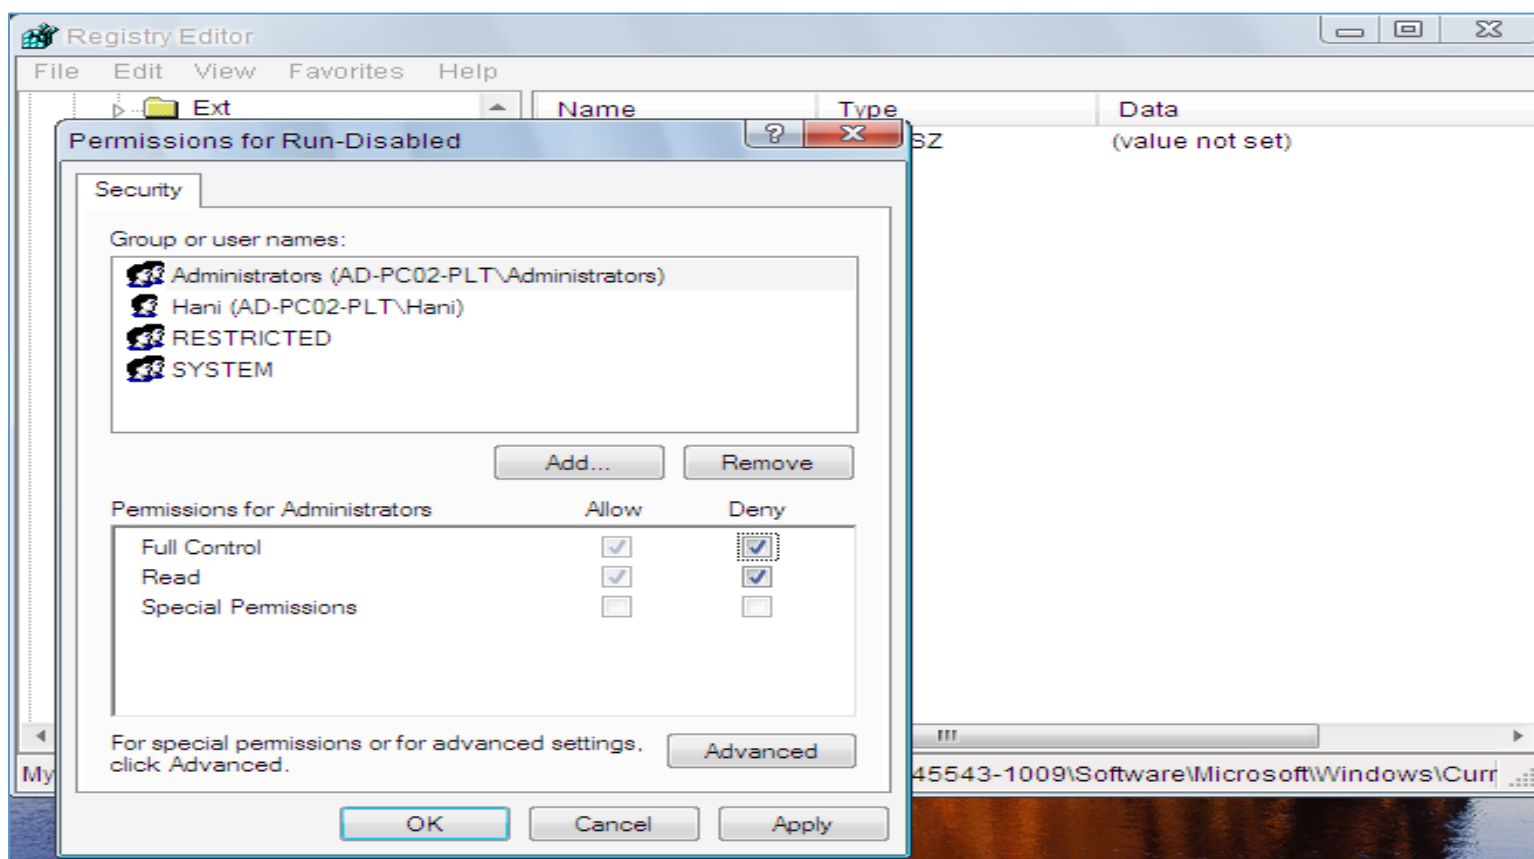 Registry Editor
File Edit View Favorites Help
Ext
Name Type Data
SZ (value not set)
Permissions for Run-Disabled
Security
Group or user names:
Administrators (AD-PC02-PLT\Administrators)
Hani (AD-PC02-PLT\Hani)
RESTRICTED
SYSTEM
Add... Remove
Permissions for Administrators Allow Deny
Full Control
Read
Special Permissions
For special permissions or for advanced settings,
click Advanced.
Advanced
My
45543-1009\Software\Microsoft\Windows\Curr
OK Cancel Apply